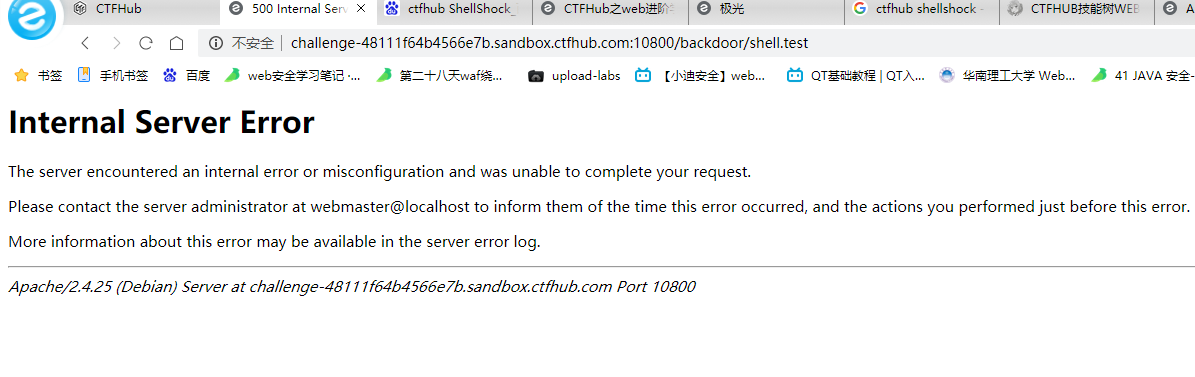 CTFHub
500 Internal Serv
ctfhub ShellShock_
CTFHub之web进阶学
极光
ctfhub shellshock -
CTFHUB技能树WEB
A
不安全 | challenge-48111f64b4566e7b.sandbox.ctfhub.com:10800/backdoor/shell.test
书签
手机书签
百度
web安全学习笔记 ·...
第二十八天waf绕...
upload-labs
【小迪安全】web...
QT基础教程 | QT入...
华南理工大学 Web...
41 JAVA 安全-
Internal Server Error
The server encountered an internal error or misconfiguration and was unable to complete your request.
Please contact the server administrator at webmaster@localhost to inform them of the time this error occurred, and the actions you performed just before this error.
More information about this error may be available in the server error log.
Apache/2.4.25 (Debian) Server at challenge-48111f64b4566e7b.sandbox.ctfhub.com Port 10800